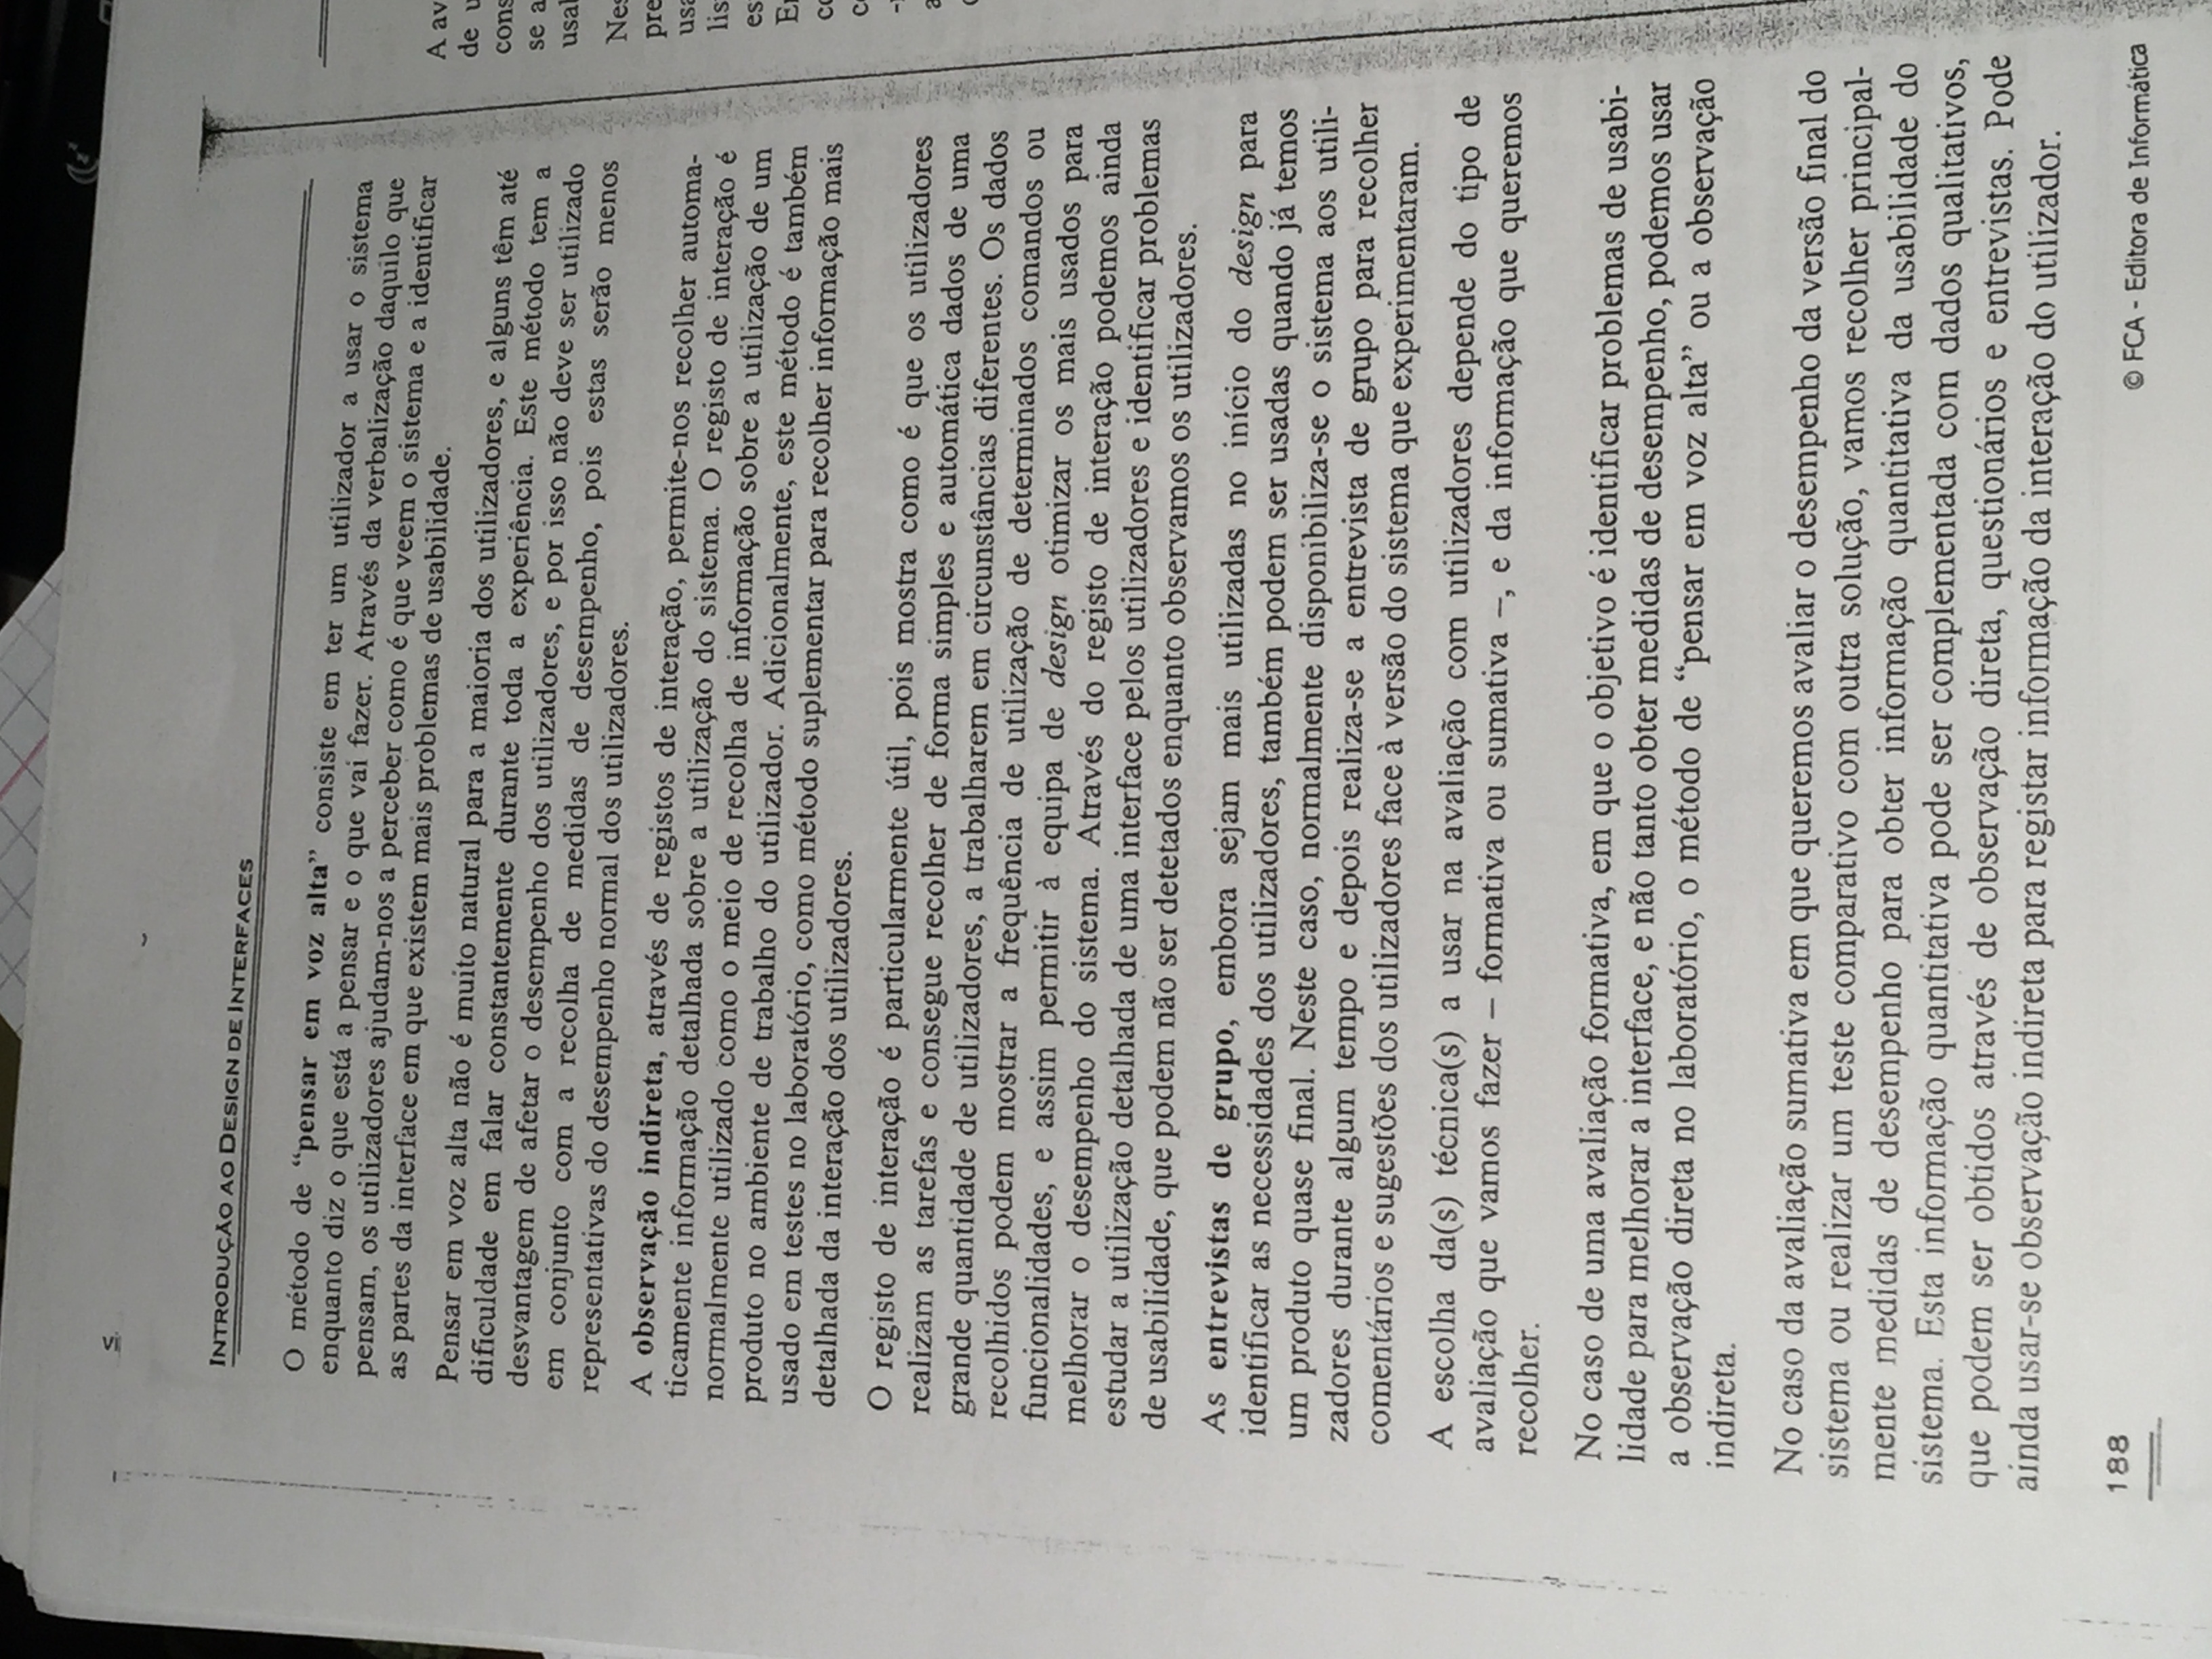 INTRODUÇÃO AO DESIGN DE INTERFACES
O método de “pensar em voz alta” consiste em ter um utilizador a usar o sistema
enquanto diz o que está a pensar e o que vai fazer. Através da verbalização daquilo que
pensam, os utilizadores ajudam-nos a perceber como é que veem o sistema e a identificar
as partes da interface em que existem mais problemas de usabilidade.
Pensar em voz alta não é muito natural para a maioria dos utilizadores, e alguns têm até
dificuldade em falar constantemente durante toda a experiência. Este método tem a
desvantagem de afetar o desempenho dos utilizadores, e por isso não deve ser utilizado
em conjunto com a recolha de medidas de desempenho, pois estas serão menos
representativas do desempenho normal dos utilizadores.
A observação indireta, através de registos de interação, permite-nos recolher automa-
ticamente informação detalhada sobre a utilização do sistema. O registo de interação é
normalmente utilizado como o meio de recolha de informação sobre a utilização de um
produto no ambiente de trabalho do utilizador. Adicionalmente, este método é também
usado em testes no laboratório, como método suplementar para recolher informação mais
detalhada da interação dos utilizadores.
O registo de interação é particularmente útil, pois mostra como é que os utilizadores
realizam as tarefas e consegue recolher de forma simples e automática dados de uma
grande quantidade de utilizadores, a trabalharem em circunstâncias diferentes. Os dados
recolhidos podem mostrar a frequência de utilização de determinados comandos ou
funcionalidades, e assim permitir à equipa de design otimizar os mais usados para
melhorar o desempenho do sistema. Através do registo de interação podemos ainda
estudar a utilização detalhada de uma interface pelos utilizadores e identificar problemas
de usabilidade, que podem não ser detetados enquanto observamos os utilizadores.
As entrevistas de grupo, embora sejam mais utilizadas no início do design para
identificar as necessidades dos utilizadores, também podem ser usadas quando já temos
um produto quase final. Neste caso, normalmente disponibiliza-se o sistema aos utili-
zadores durante algum tempo e depois realiza-se a entrevista de grupo para recolher
comentários e sugestões dos utilizadores face à versão do sistema que experimentaram.
A escolha da(s) técnica(s) a usar na avaliação com utilizadores depende do tipo de
avaliação que vamos fazer – formativa ou sumativa –, e da informação que queremos
recolher.
No caso de uma avaliação formativa, em que o objetivo é identificar problemas de usabi-
lidade para melhorar a interface, e não tanto obter medidas de desempenho, podemos usar
a observação direta no laboratório, o método de “pensar em voz alta” ou a observação
indireta.
No caso da avaliação sumativa em que queremos avaliar o desempenho da versão final do
sistema ou realizar um teste comparativo com outra solução, vamos recolher principal-
mente medidas de desempenho para obter informação quantitativa da usabilidade do
sistema. Esta informação quantitativa pode ser complementada com dados qualitativos,
que podem ser obtidos através de observação direta, questionários e entrevistas. Pode
ainda usar-se observação indireta para registar informação da interação do utilizador.
188
© FCA - Editora de Informática
A av
de u
cons
se a
usal
Nes
pre
usa
lis
es